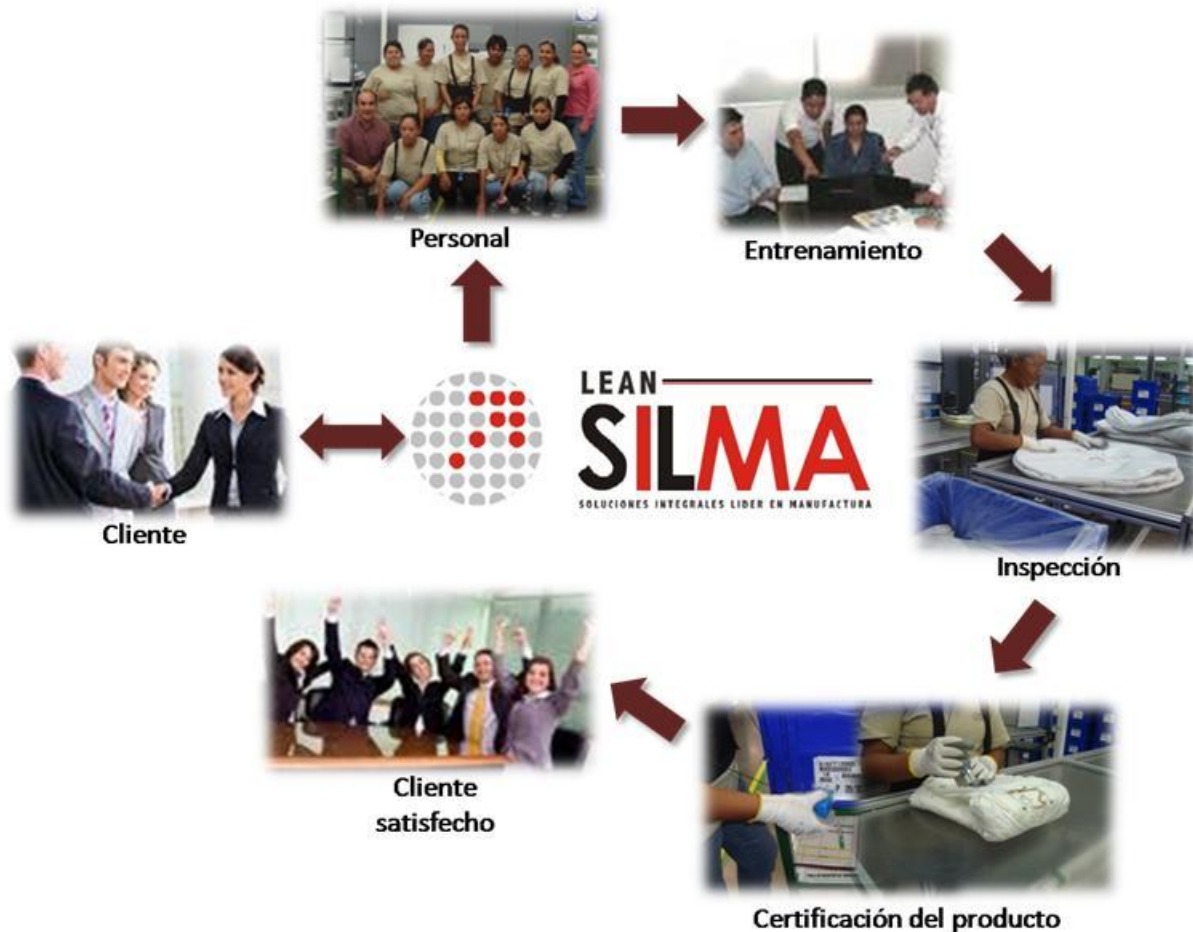 Personal
Entrenamiento
Cliente
LEAN
SILMA
SOLUCIONES INTEGRALES LIDER EN MANUFACTURA
Inspección
Cliente
satisfecho
Certificación del producto